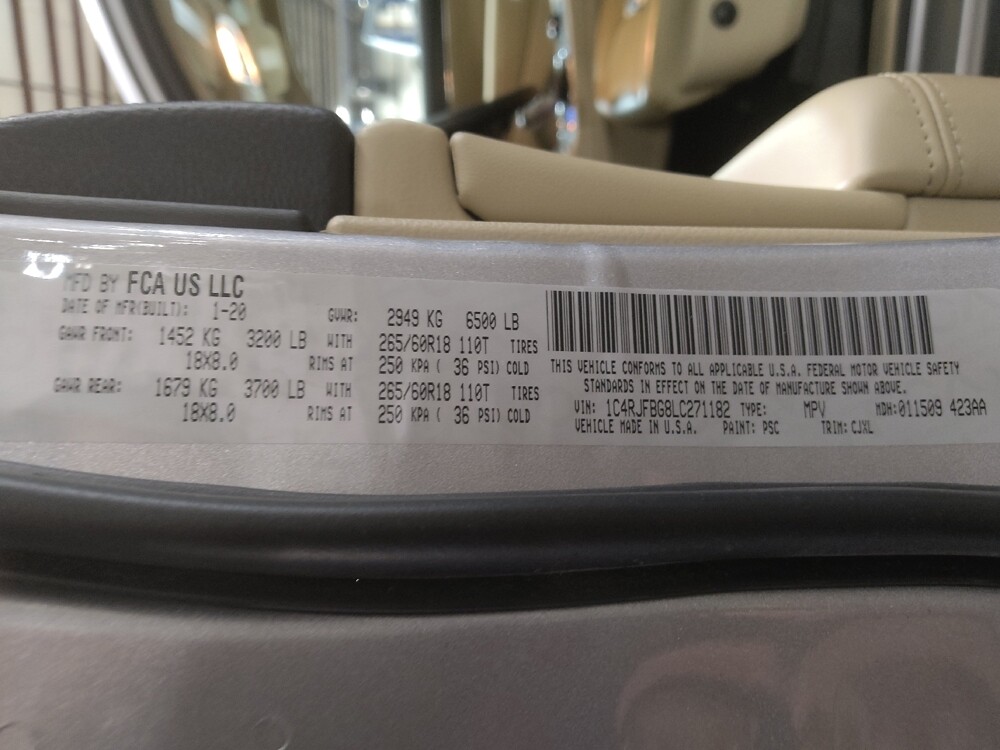 MFD BY FCA US LLC
DATE OF MFR(BUILT): 1-20 GVWR: 2949 KG 6500 LB
GAWR FRONT: 1452 KG 3200 LB WITH 265/60R18 110T TIRES
18X8.0 RIMS AT 250 KPA ( 36 PSI) COLD
GAWR REAR: 1679 KG 3700 LB WITH 265/60R18 110T TIRES
18X8.0 RIMS AT 250 KPA ( 36 PSI) COLD
THIS VEHICLE CONFORMS TO ALL APPLICABLE U.S.A. FEDERAL MOTOR VEHICLE SAFETY
STANDARDS IN EFFECT ON THE DATE OF MANUFACTURE SHOWN ABOVE.
VIN: 1C4RJFBG8LC271182 TYPE: MPV MDH:011509 423AA
VEHICLE MADE IN U.S.A. PAINT: PSC TRIM: CJXL